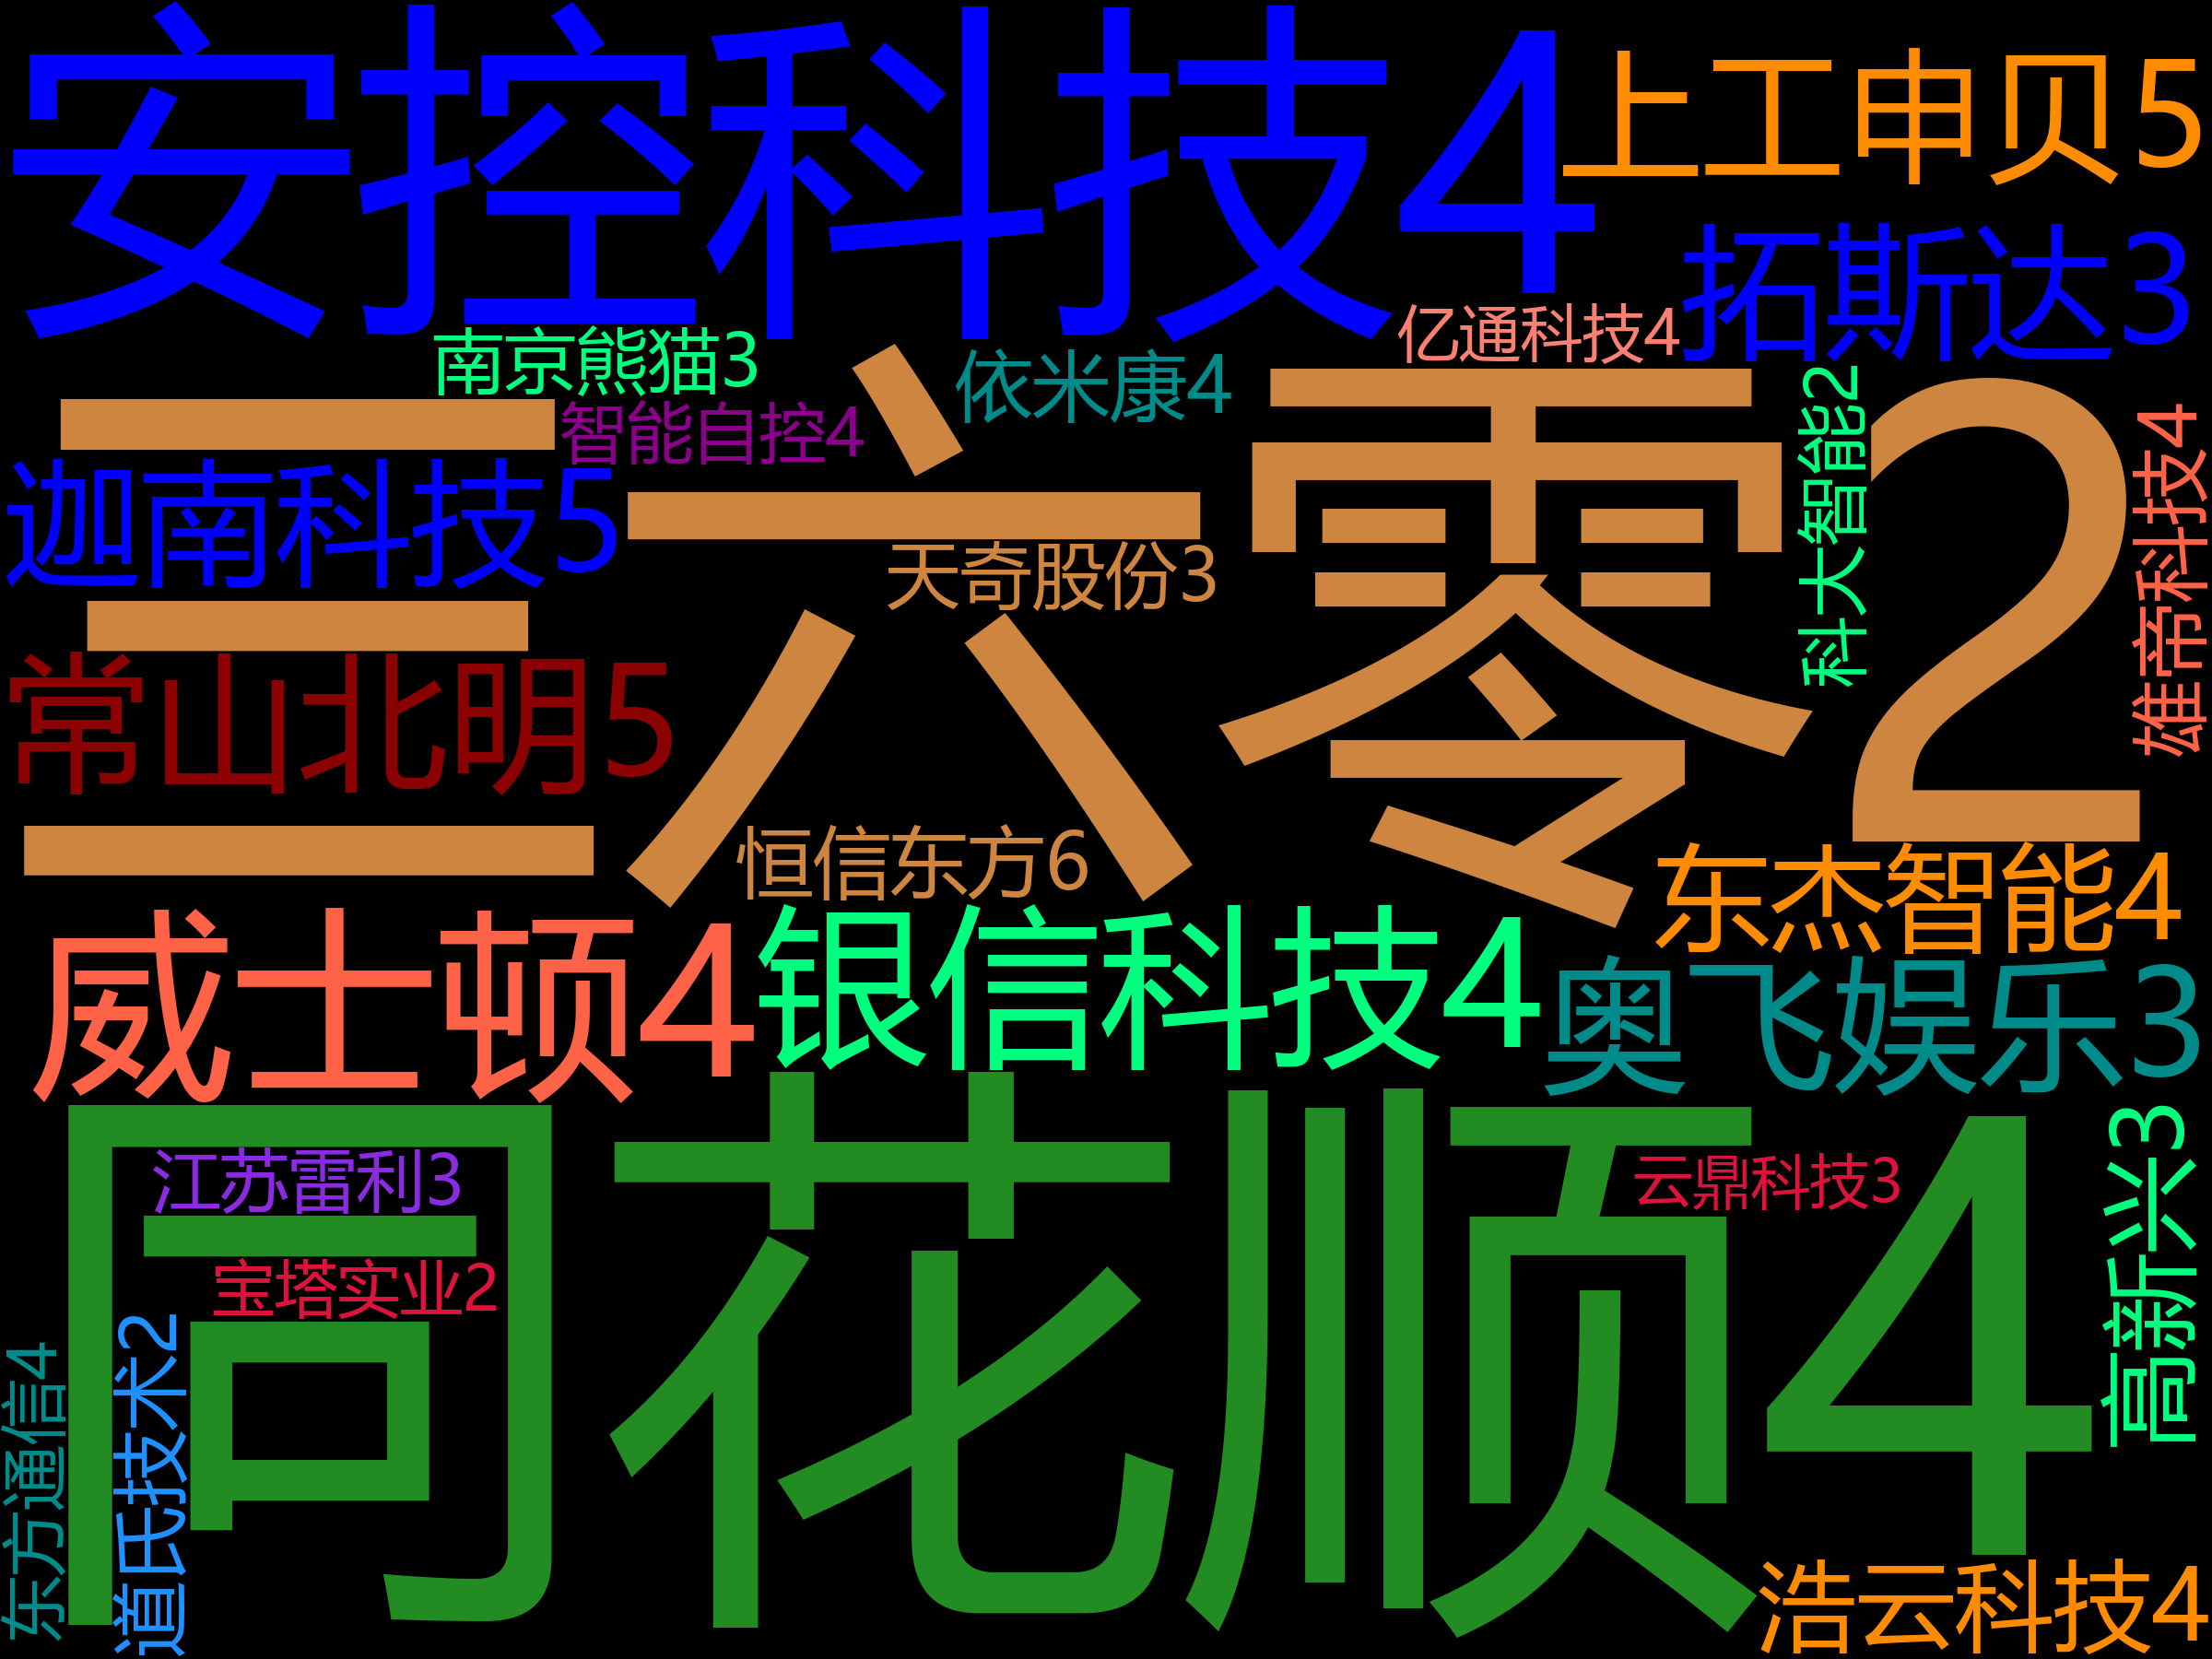 安控科技4
上工申贝5
拓斯达3
亿通科技4
南京熊猫3
依米康4
智能自控4
三六零2
科大智能2
雄帝科技4
迦南科技5
天奇股份3
常山北明5
恒信东方6
东杰智能4
威士顿4
银信科技4
奥飞娱乐3
同花顺4
江苏雷利3
云鼎科技3
高新兴3
宝塔实业2
道氏技术2
东方通信4
浩云科技4